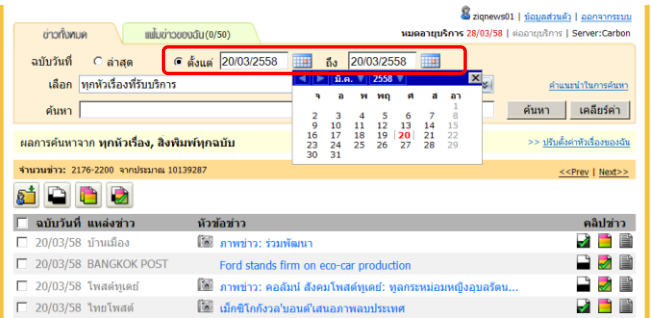 ziqnews01 | ข้อมูลส่วนตัว | ออกจากระบบ
ข่าวทั้งหมด แฟ้มข่าวของฉัน(0/50) หมดอายุบริการ 28/03/58 | ต่ออายุบริการ | Server:Carbon
ฉบับวันที่ ล่าสุด ตั้งแต่ 20/03/2558 ถึง 20/03/2558
มี.ค. 2558 X
เลือก ทุกหัวเรื่องที่รับบริการ คำแนะนำในการค้นหา
จ อ พ พฤ ศ ส อา
1
ค้นหา ค้นหา เคลียร์ค่า
2 3 4 5 6 7 8
9 10 11 12 13 14 15
16 17 18 19 20 21 22
23 24 25 26 27 28 29
30 31
ผลการค้นหาจาก ทุกหัวเรื่อง, สิ่งพิมพ์ทุกฉบับ >> ปรับตั้งค่าหัวเรื่องของฉัน
จำนวนข่าว: 2176-2200 จากประมาณ 10139287 <<Prev | Next>>
ฉบับวันที่ แหล่งข่าว หัวข้อข่าว คลิปข่าว
20/03/58 บ้านเมือง ภาพข่าว: ร่วมพัฒนา
20/03/58 BANGKOK POST Ford stands firm on eco-car production
20/03/58 โพสต์ทูเดย์ ภาพข่าว: คอลัมน์ สังคมโพสต์ทูเดย์: ทูลกระหม่อมหญิงอุบลรัตน...
20/03/58 ไทยโพสต์ เม็กซิโกกังวล'บอนด์'เสนอภาพลบประเทศ